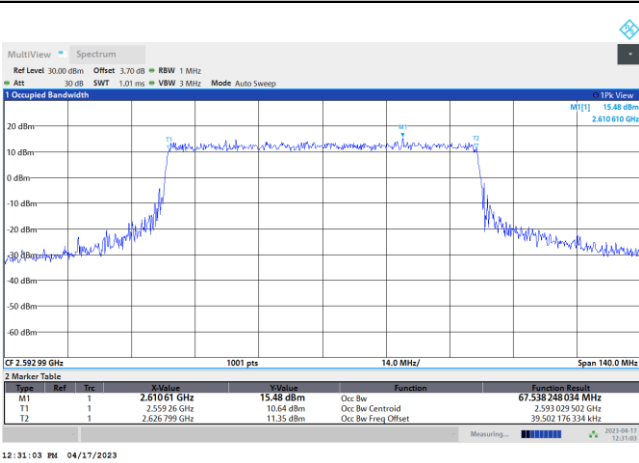 MultiView Spectrum
Ref Level 30.00 dBm Offset 3.70 dB RBW 1 MHz
Att 30 dB SWT 1.01 ms VBW 3 MHz Mode Auto Sweep
1 Occupied Bandwidth 1Pk View
M1[1] 15.48 dBm
2.610 610 GHz
M1
T1 T2
20 dBm
10 dBm
0 dBm
-10 dBm
-20 dBm
-30 dBm
-40 dBm
-50 dBm
-60 dBm
CF 2.592 99 GHz 1001 pts 14.0 MHz/ Span 140.0 MHz
2 Marker Table
Type Ref Trc X-Value Y-Value Function Function Result
M1 1 2.610 61 GHz 15.48 dBm Occ Bw 67.538 248 034 MHz
T1 1 2.559 26 GHz 10.64 dBm Occ Bw Centroid 2.593 029 502 GHz
T2 1 2.626 799 GHz 11.35 dBm Occ Bw Freq Offset 39.502 176 334 kHz
Measuring... 2023-04-17
12:31:03
12:31:03 PM 04/17/2023